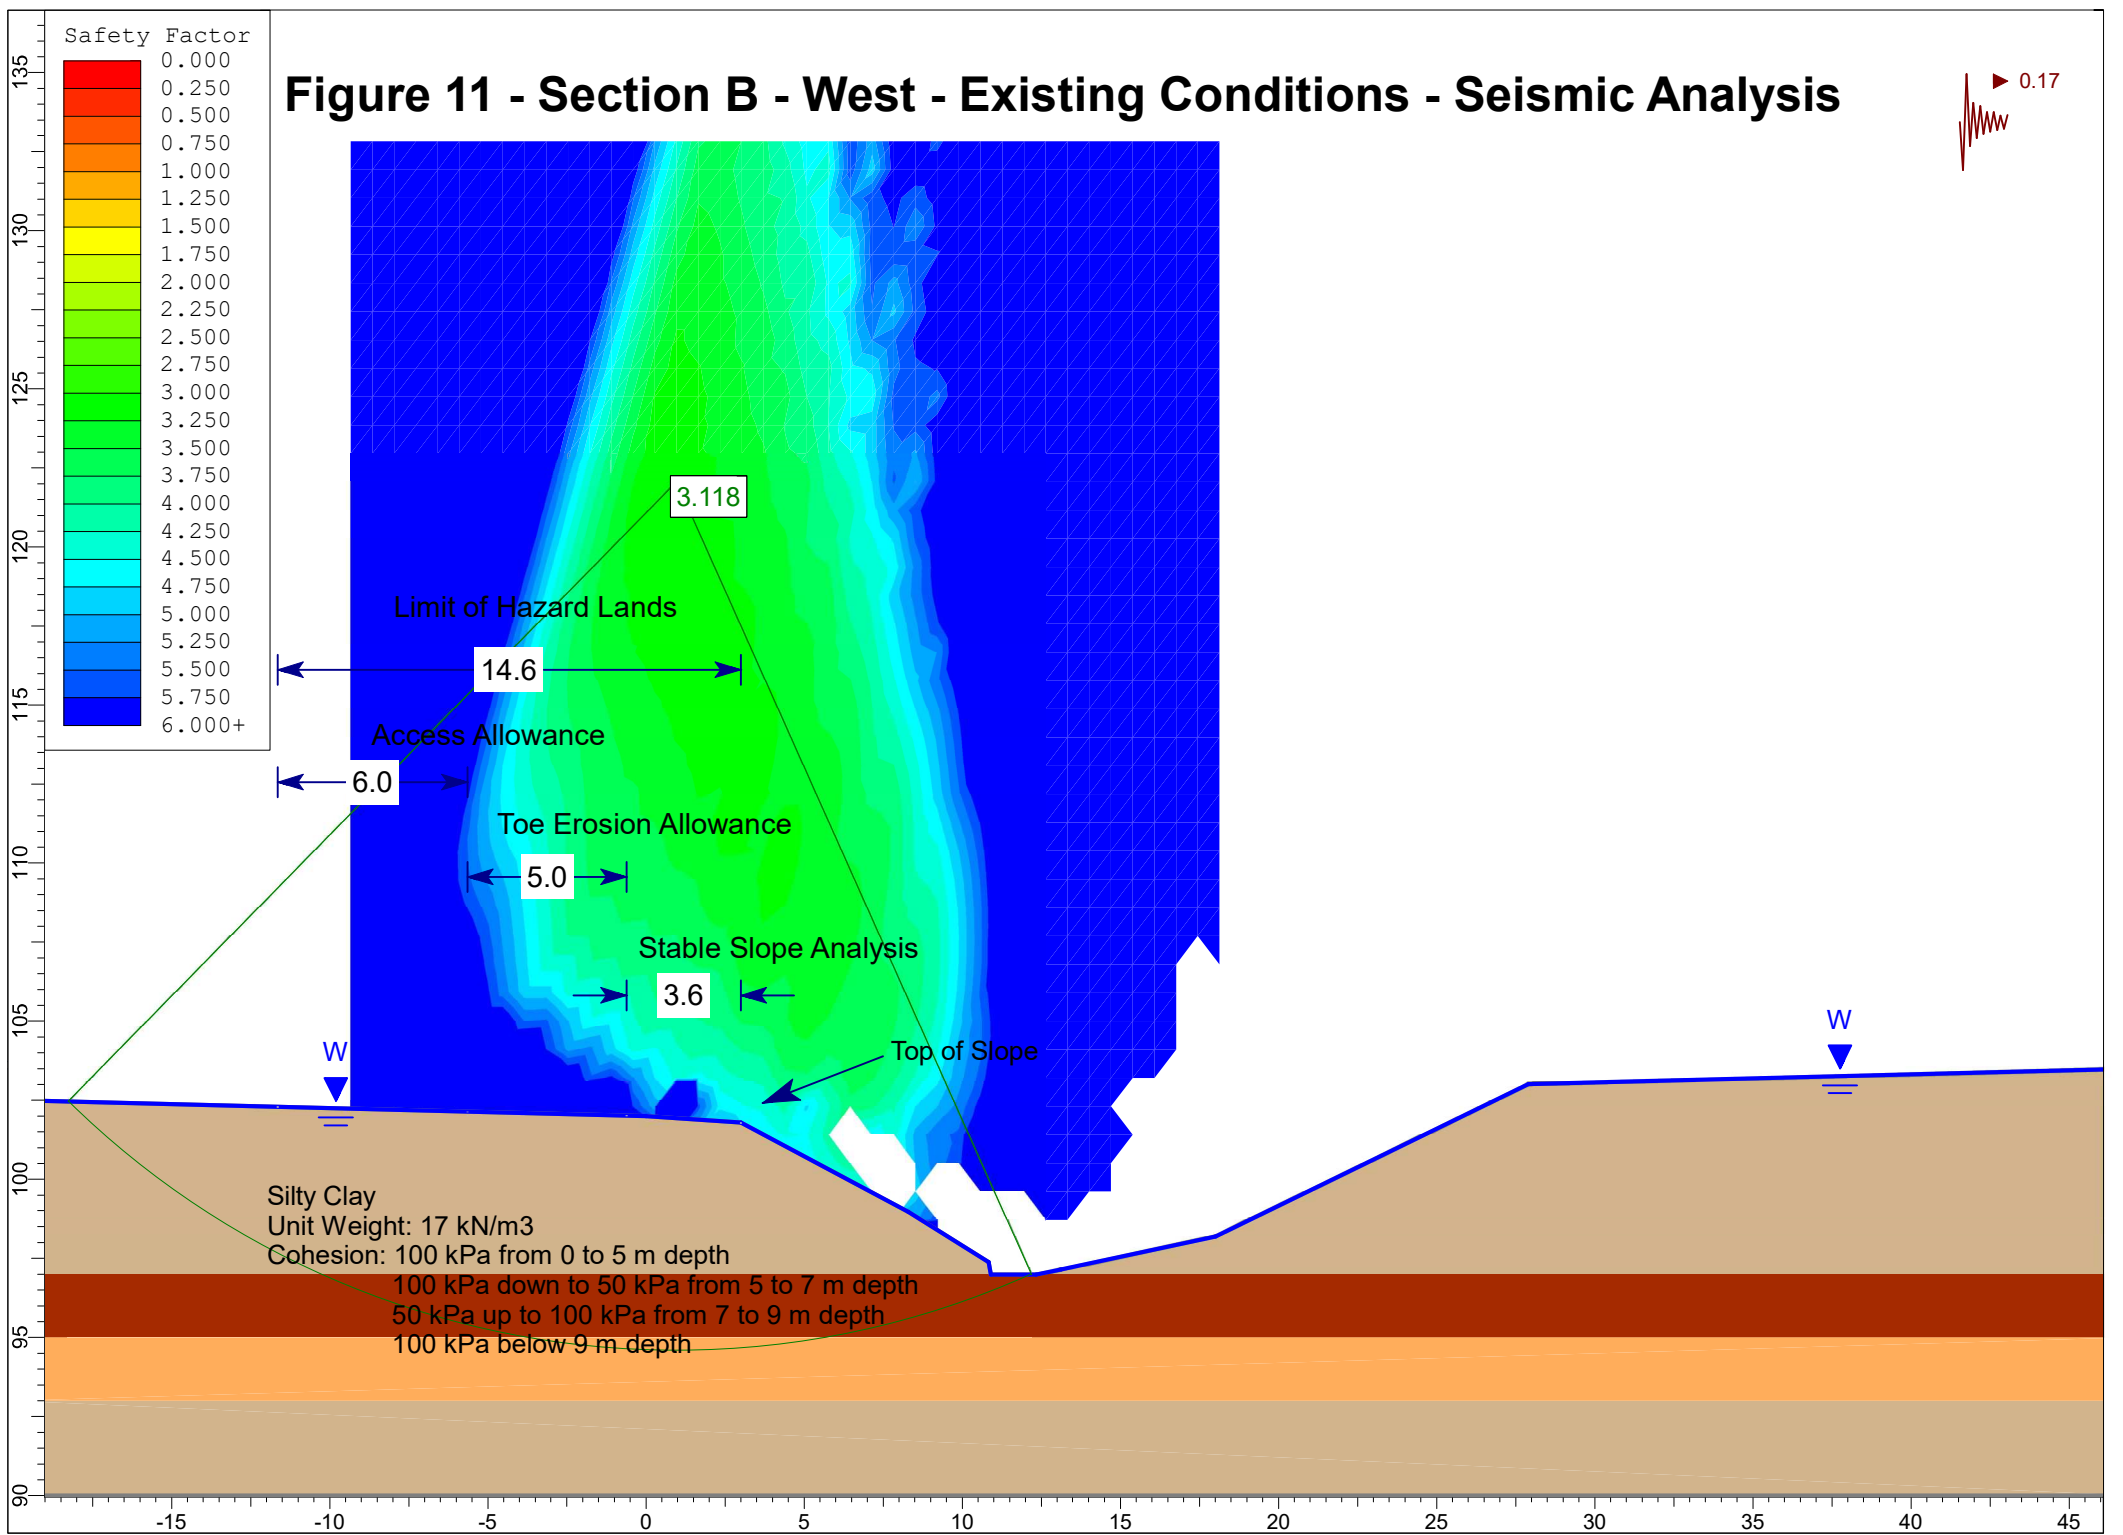 Safety Factor
0.000
0.250
0.500
0.750
1.000
1.250
1.500
1.750
2.000
2.250
2.500
2.750
3.000
3.250
3.500
3.750
4.000
4.250
4.500
4.750
5.000
5.250
5.500
5.750
6.000+
Figure 11 - Section B - West - Existing Conditions - Seismic Analysis
0.17
3.118
Limit of Hazard Lands
14.6
Access Allowance
6.0
Toe Erosion Allowance
5.0
Stable Slope Analysis
3.6
Top of Slope
W
W
Silty Clay
Unit Weight: 17 kN/m3
Cohesion: 100 kPa from 0 to 5 m depth
100 kPa down to 50 kPa from 5 to 7 m depth
50 kPa up to 100 kPa from 7 to 9 m depth
100 kPa below 9 m depth
135
130
125
120
115
110
105
100
95
90
-15 -10 -5 0 5 10 15 20 25 30 35 40 45